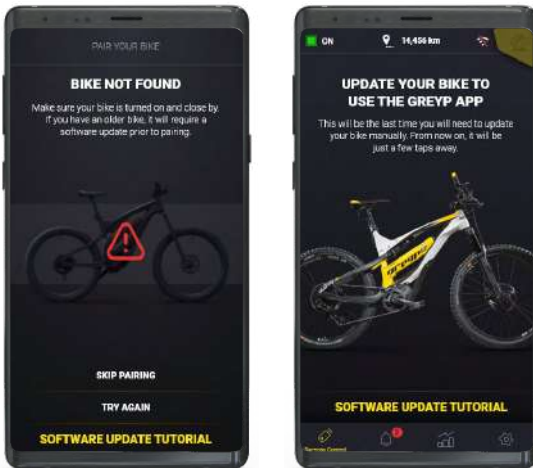 PAIR YOUR BIKE
BIKE NOT FOUND
Make sure your bike is turned on and close by.
If you have an older bike, it will require a
software update prior to pairing.
SKIP PAIRING
TRY AGAIN
SOFTWARE UPDATE TUTORIAL
ON
14,456 km
UPDATE YOUR BIKE TO
USE THE GREYP APP
This will be the last time you will need to update
your bike manually. From now on, it will be
just a few taps away.
greyp
SOFTWARE UPDATE TUTORIAL
2
Remote Control